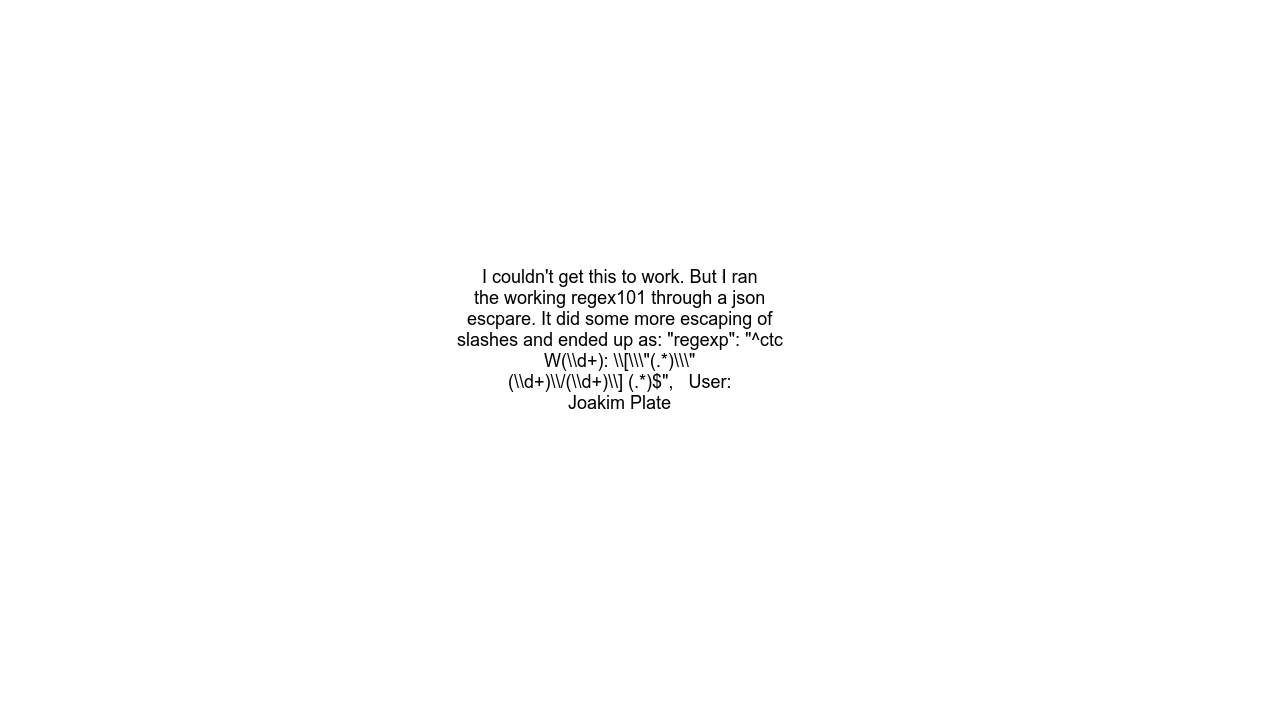 I couldn't get this to work. But I ran
the working regex101 through a json
escpare. It did some more escaping of
slashes and ended up as: "regexp": "^ctc
W(\\d+): \\[\\\"(.*)\\\"
(\\d+)\\/(\\d+)\\] (.*)$",   User:
Joakim Plate